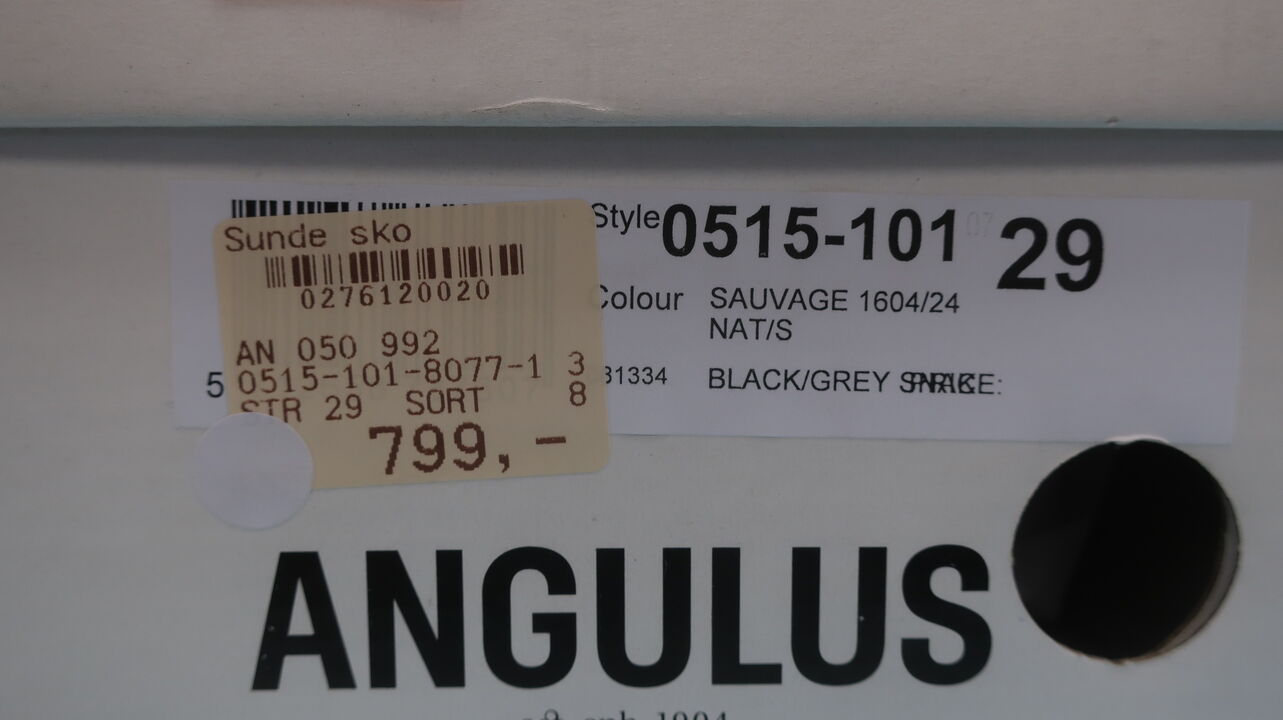 Sunde sko
0276120020
AN 050 992
0515-101-8077-1 3
STR 29 SORT 8
799,-
5
Style 0515-101 29
Colour SAUVAGE 1604/24
NAT/S
31334 BLACK/GREY
ANGULUS